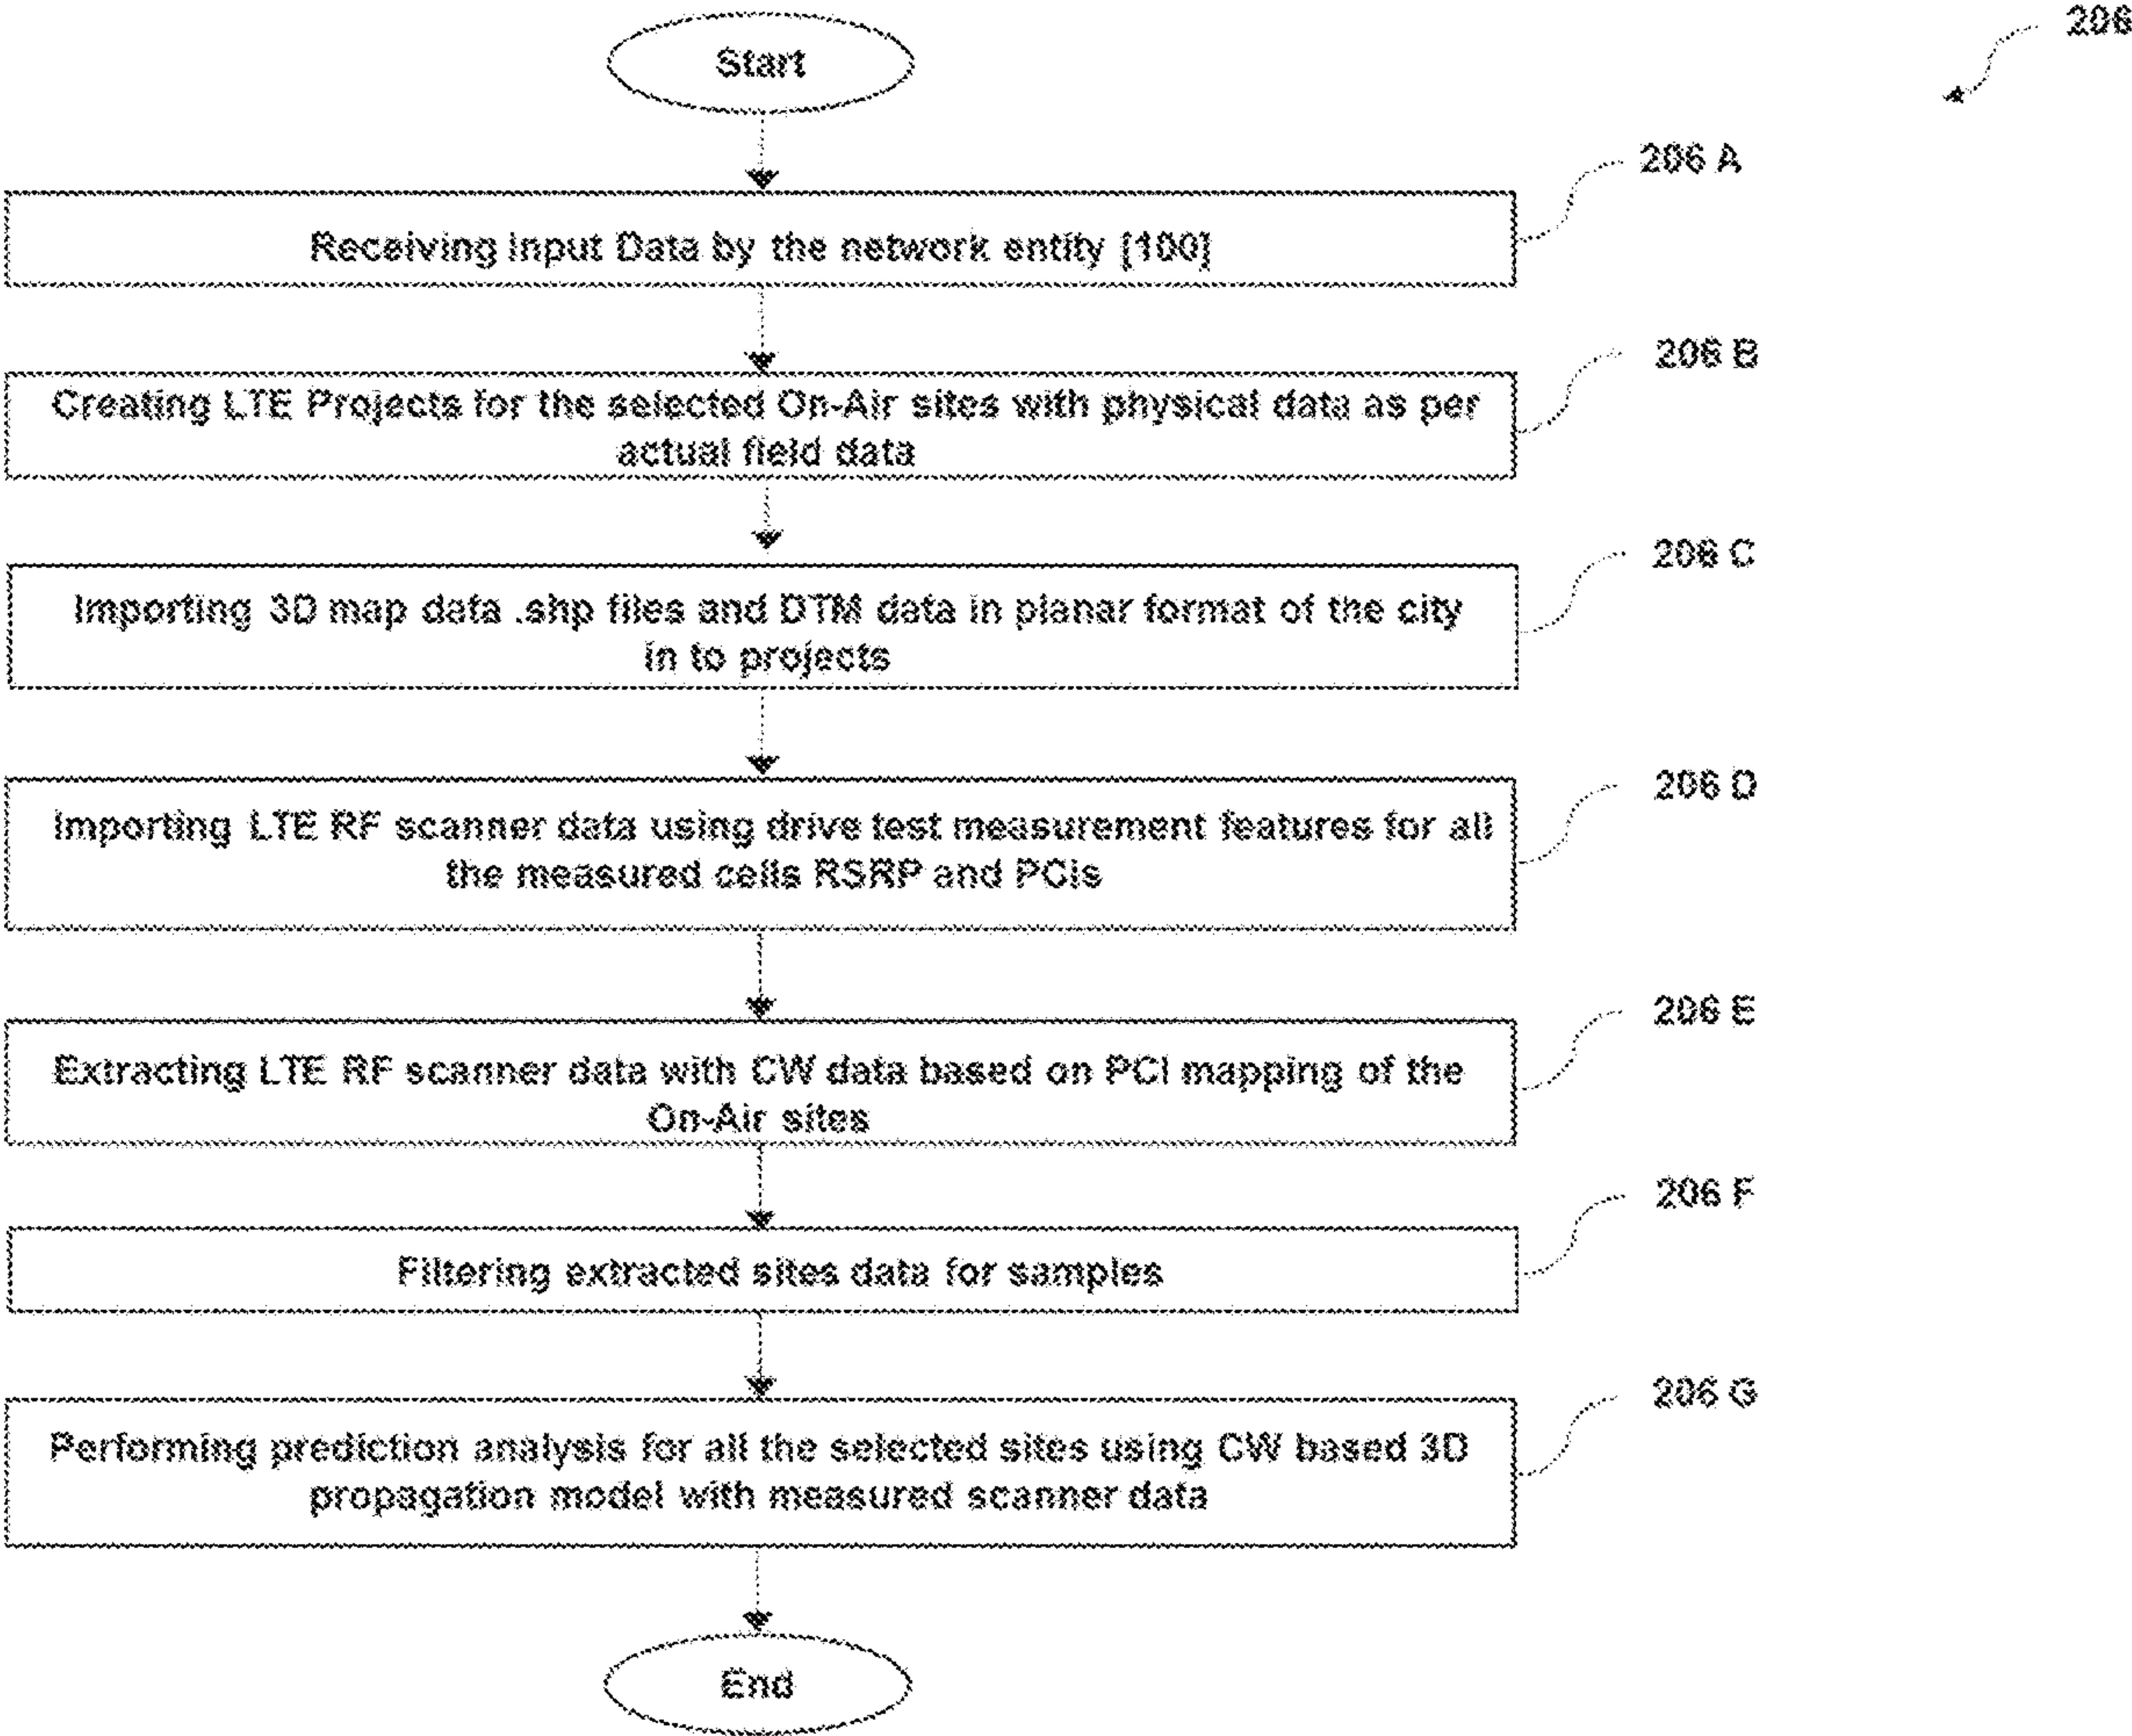 206
Start
206 A
Receiving Input Data by the network entity [100]
206 B
Creating LTE Projects for the selected On-Air sites with physical data as per
actual field data
206 C
Importing 3D map data .shp files and DTM data in planar format of the city
in to projects
206 D
Importing LTE RF scanner data using drive test measurement features for all
the measured cells RSRP and PCIs
206 E
Extracting LTE RF scanner data with CW data based on PCI mapping of the
On-Air sites
206 F
Filtering extracted sites data for samples
206 G
Performing prediction analysis for all the selected sites using CW based 3D
propagation model with measured scanner data
End